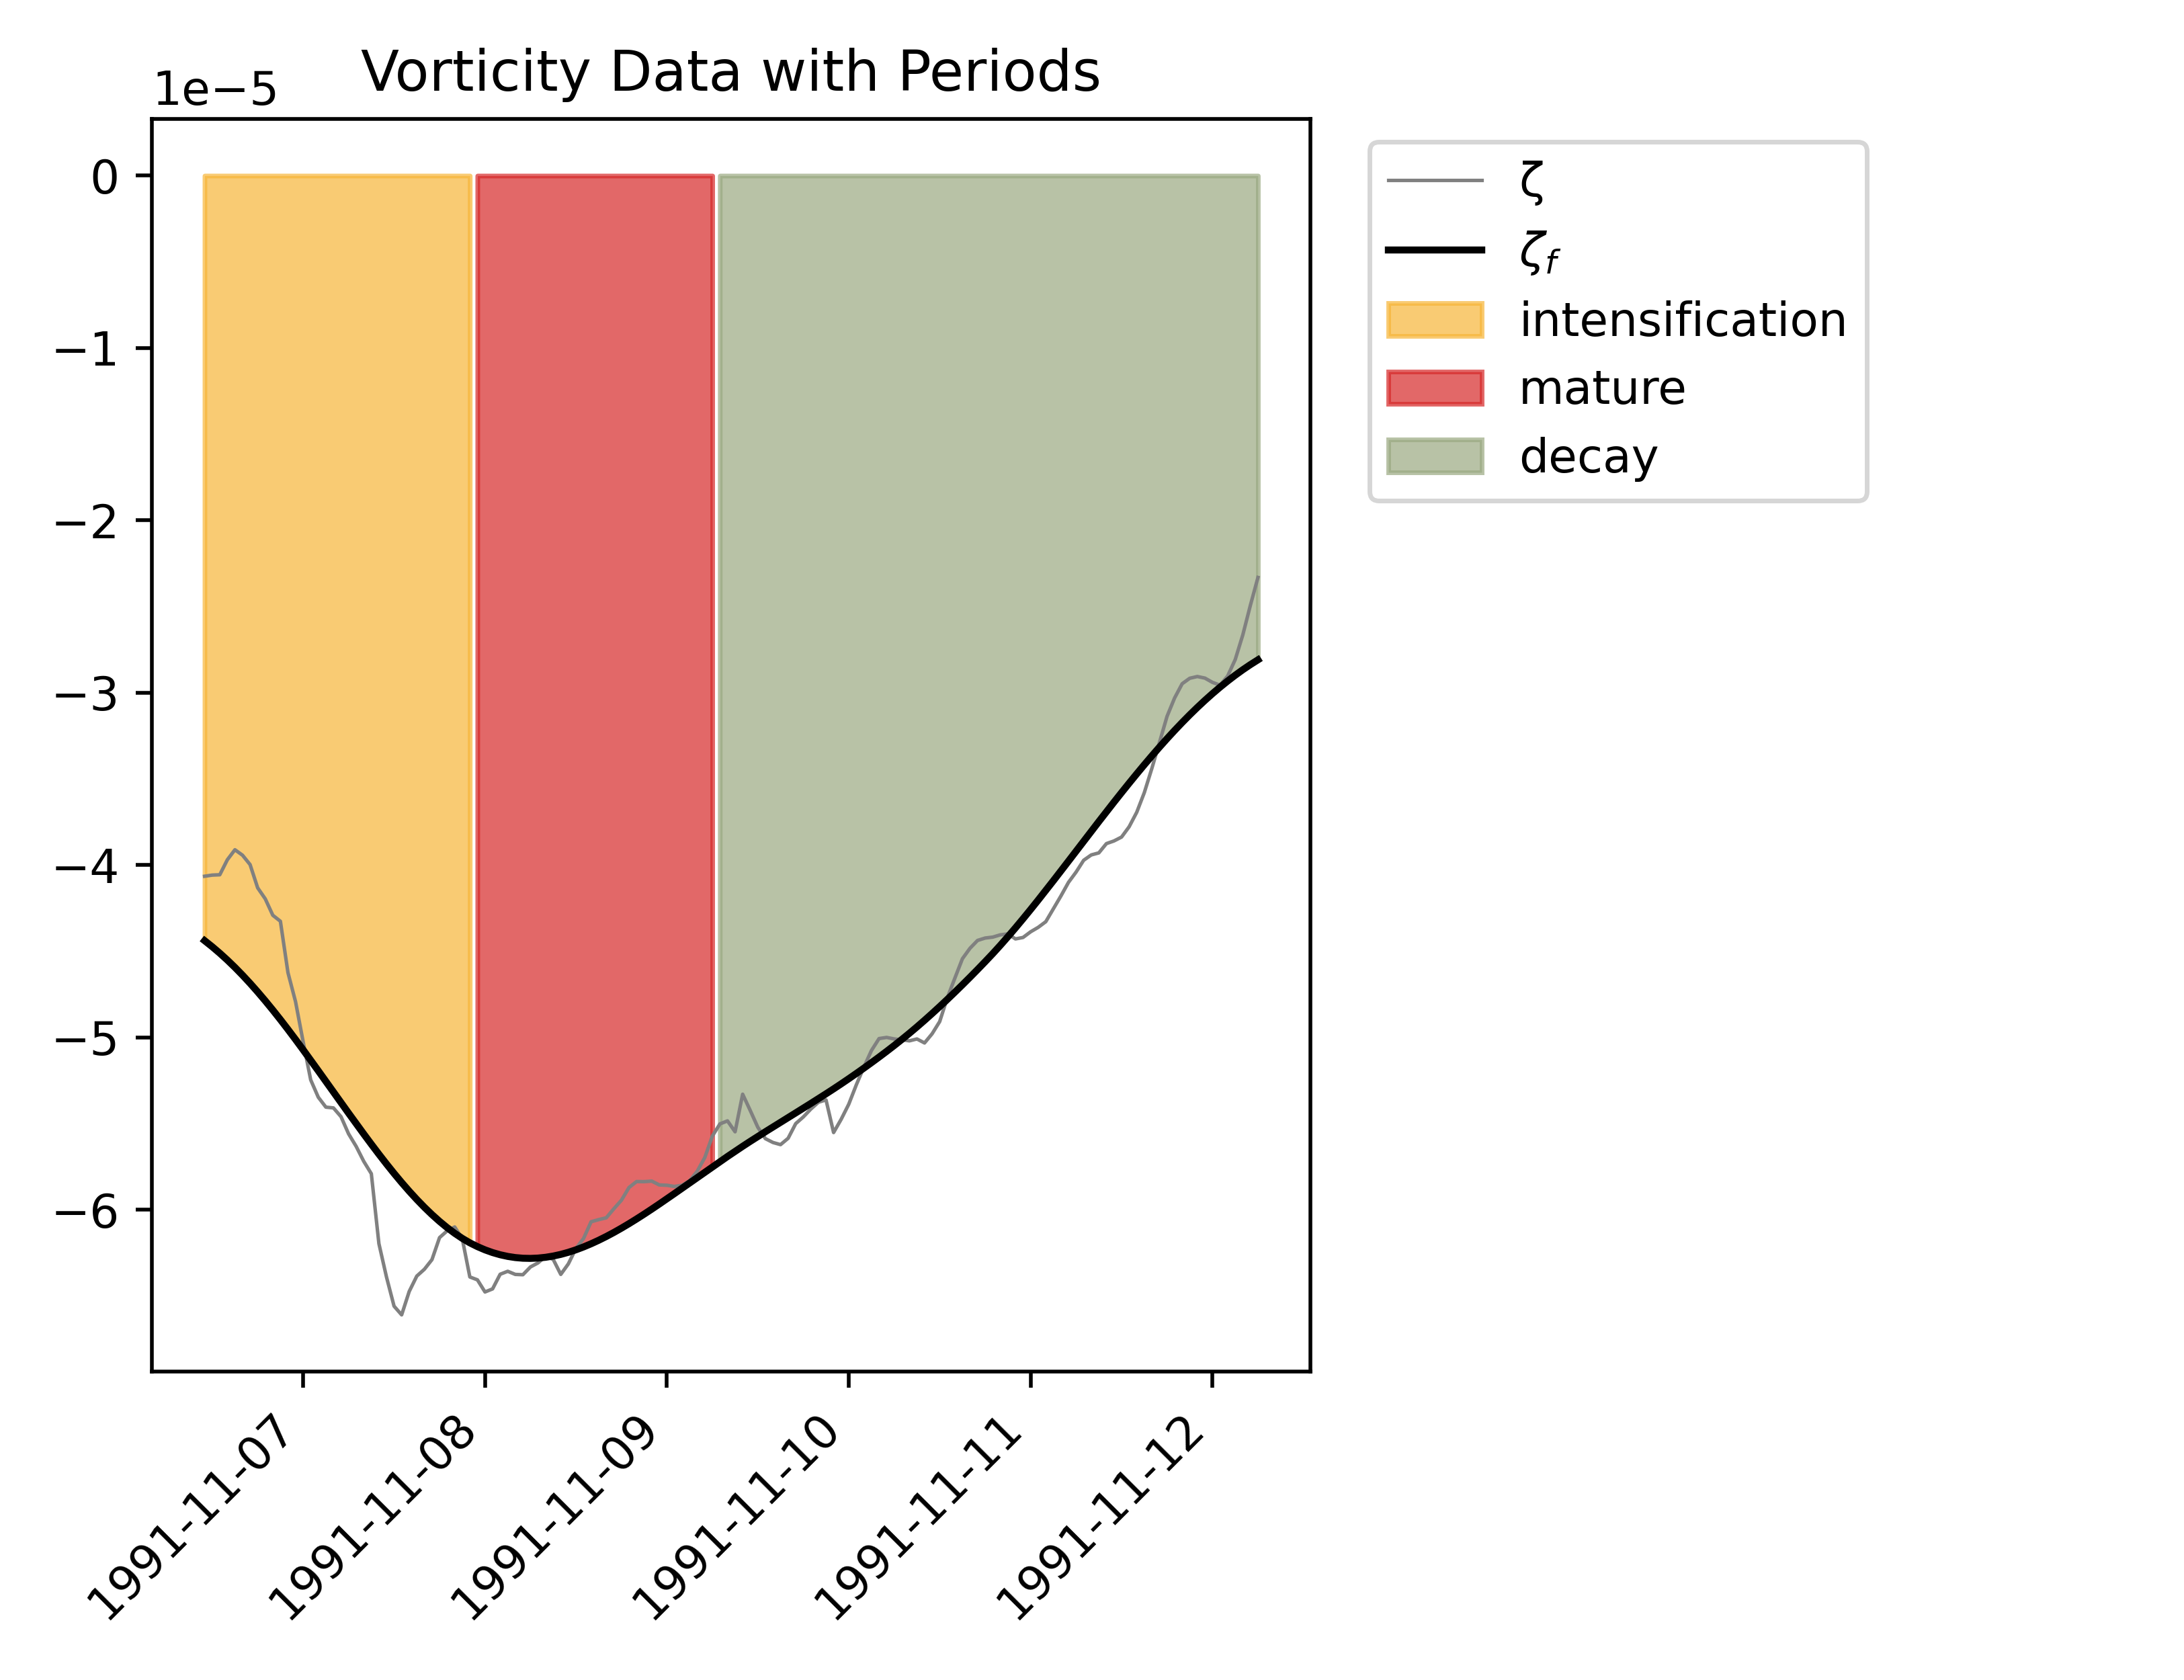 Vorticity Data with Periods
1e−5
0
−1
−2
−3
−4
−5
−6
1991-11-07
1991-11-08
1991-11-09
1991-11-10
1991-11-11
1991-11-12
ζ
ζf
intensification
mature
decay